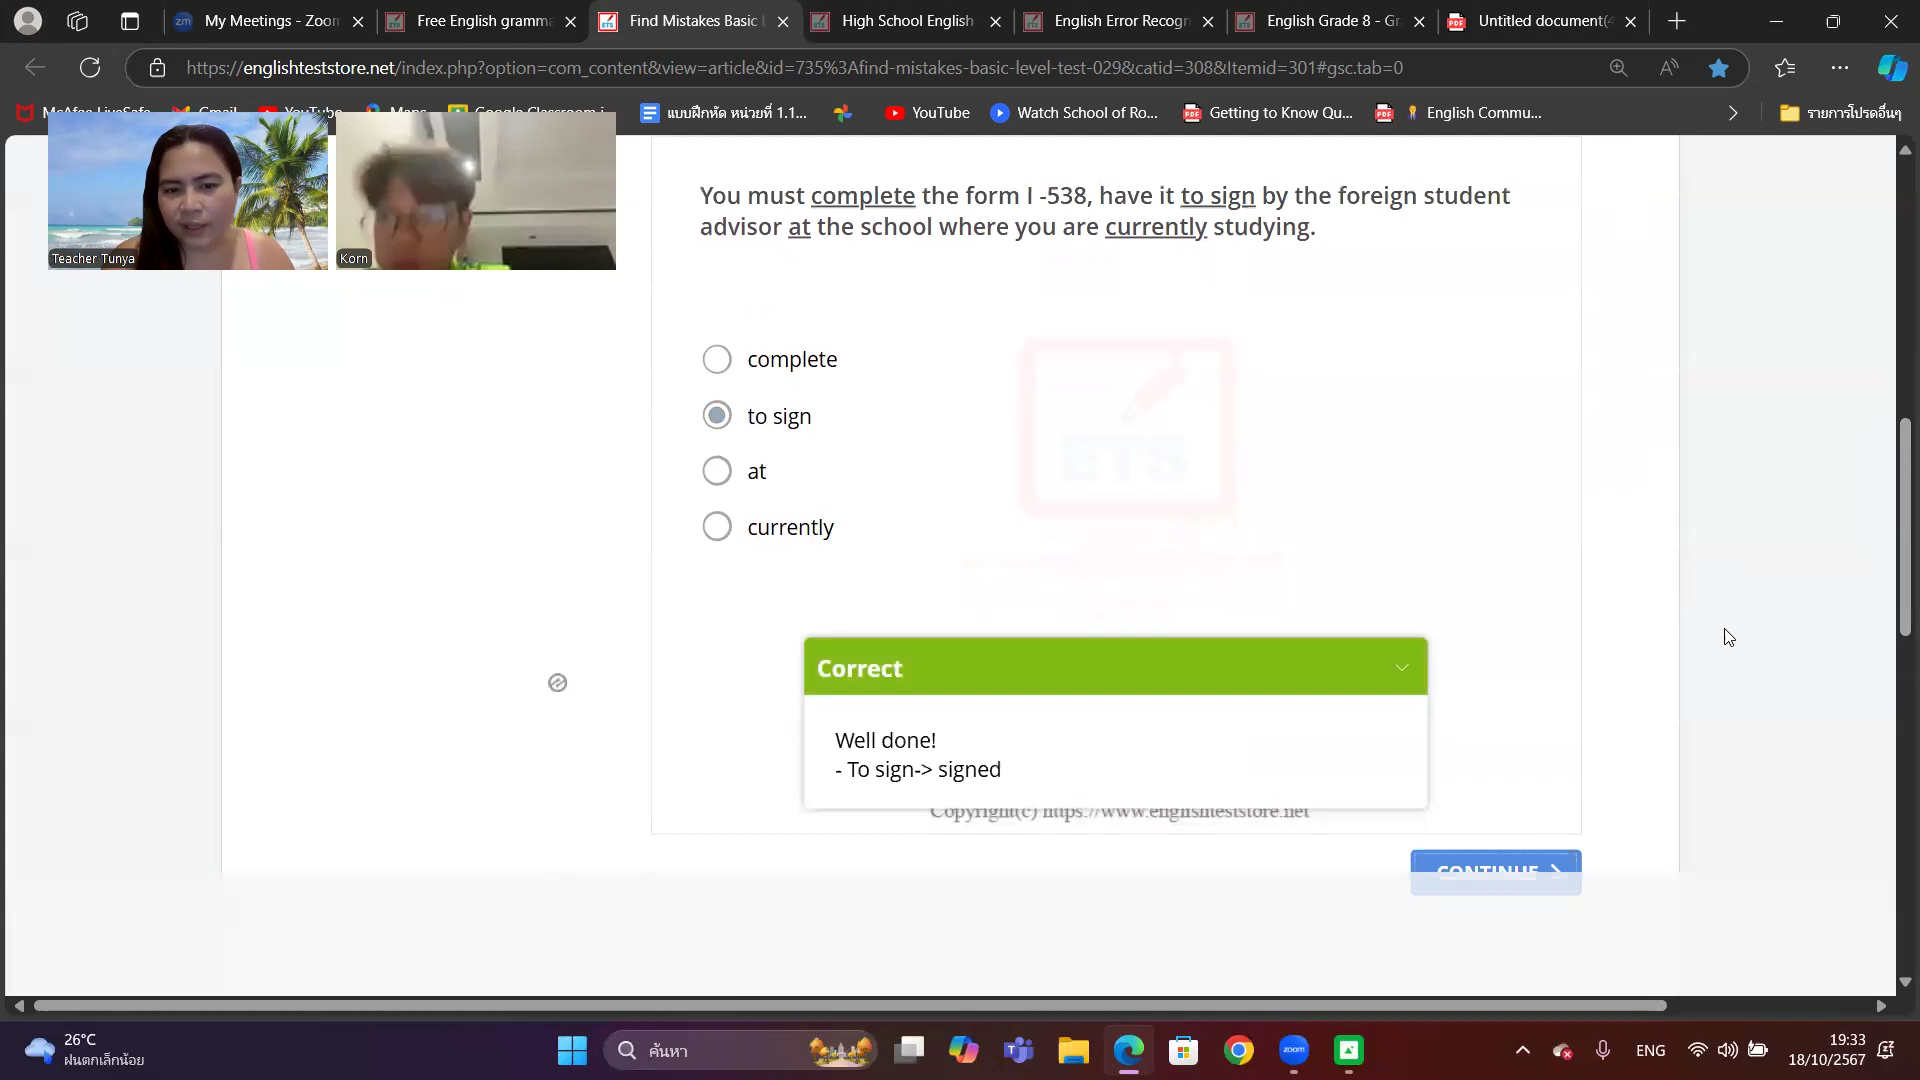 My Meetings - Zoom
Free English gramma
Find Mistakes Basic
High School English
English Error Recogn
English Grade 8 - Gr
Untitled document(4
https://englishteststore.net/index.php?option=com_content&view=article&id=735%3Afind-mistakes-basic-level-test-029&catid=308&Itemid=301#gsc.tab=0
McAfee LiveSafe
Gmail
YouTube
Maps
Google Classroom i
แบบฝึกหัด หน่วยที่ 1.1...
YouTube
Watch School of Ro...
Getting to Know Qu...
English Commu...
รายการโปรดอื่นๆ
Teacher Tunya
Korn
You must complete the form I -538, have it to sign by the foreign student
advisor at the school where you are currently studying.
complete
to sign
at
currently
ETS
Correct
Well done!
- To sign-> signed
Copyright(c) https://www.englishteststore.net
CONTINUE
26°C
ฝนตกเล็กน้อย
ค้นหา
zoom
ENG
19:33
18/10/2567